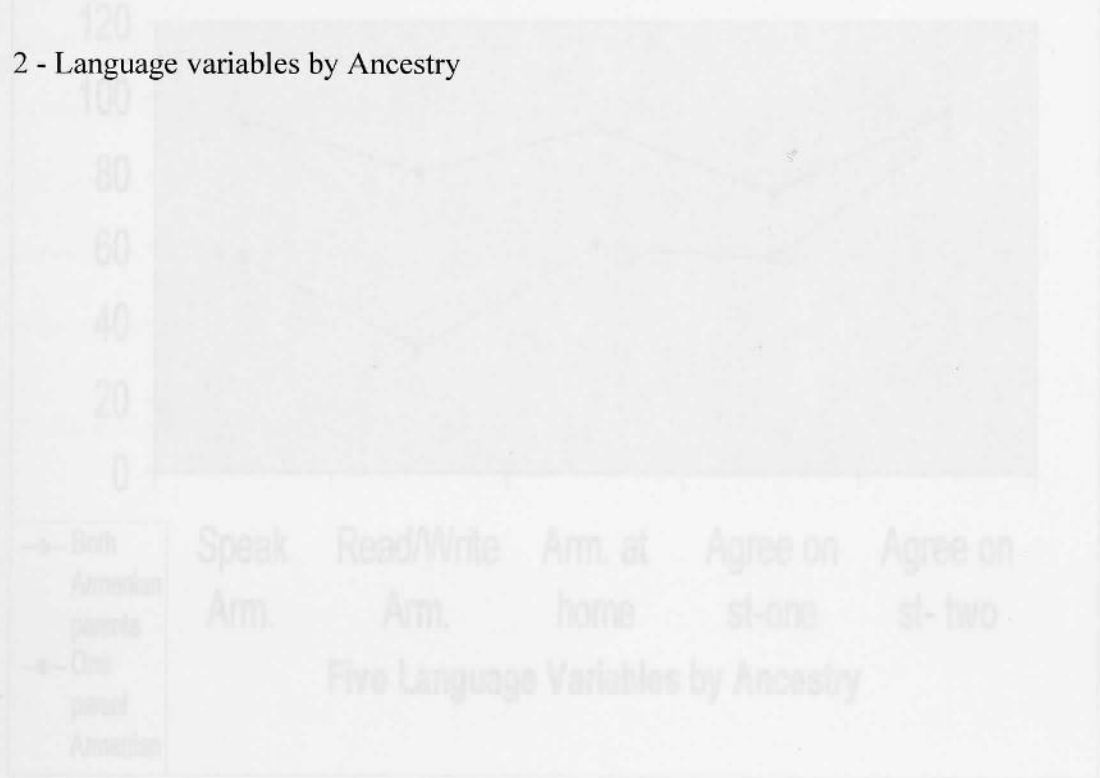 120
2 - Language variables by Ancestry
100
80
60
40
20
0
Speak Arm.
Read/Write Arm.
Arm. at home
Agree on st-one
Agree on st- two
Five Language Variables by Ancestry
Both Armenian parents
One parent Armenian